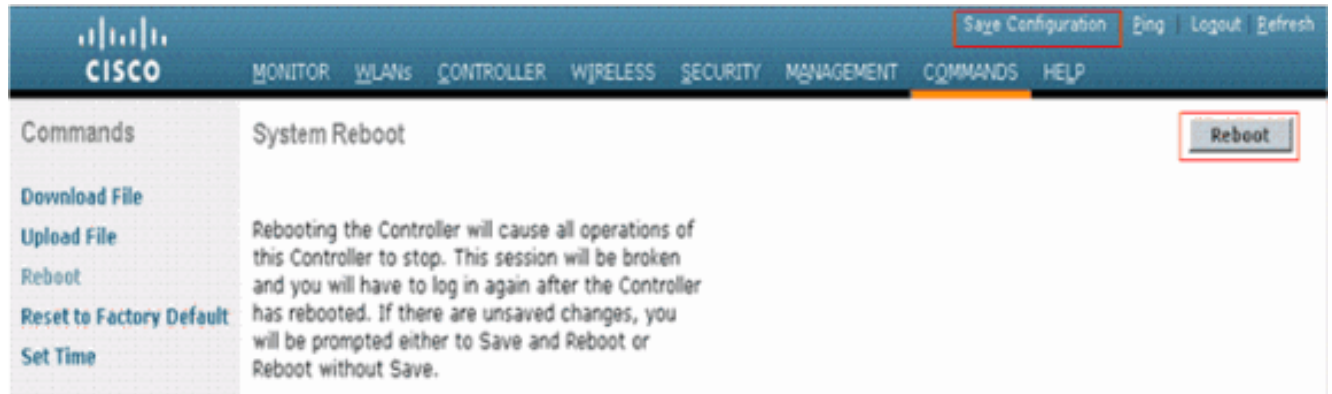 Save Configuration | Ping | Logout | Refresh
CISCO
MONITOR WLANs CONTROLLER WIRELESS SECURITY MANAGEMENT COMMANDS HELP
Commands
Download File
Upload File
Reboot
Reset to Factory Default
Set Time
System Reboot
Reboot
Rebooting the Controller will cause all operations of
this Controller to stop. This session will be broken
and you will have to log in again after the Controller
has rebooted. If there are unsaved changes, you
will be prompted either to Save and Reboot or
Reboot without Save.